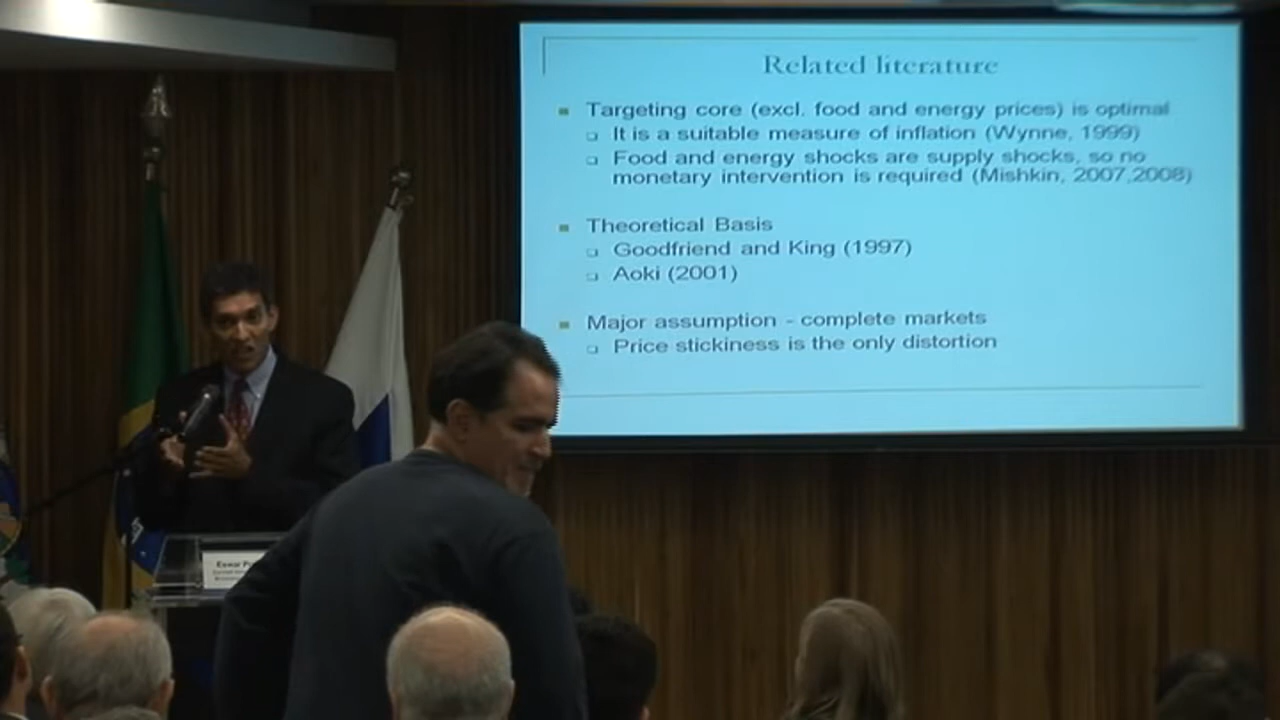 Related literature
Targeting core (excl. food and energy prices) is optimal
It is a suitable measure of inflation (Wynne, 1999)
Food and energy shocks are supply shocks, so no
monetary intervention is required (Mishkin, 2007,2008)
Theoretical Basis
Goodfriend and King (1997)
Aoki (2001)
Major assumption - complete markets
Price stickiness is the only distortion
Eswar